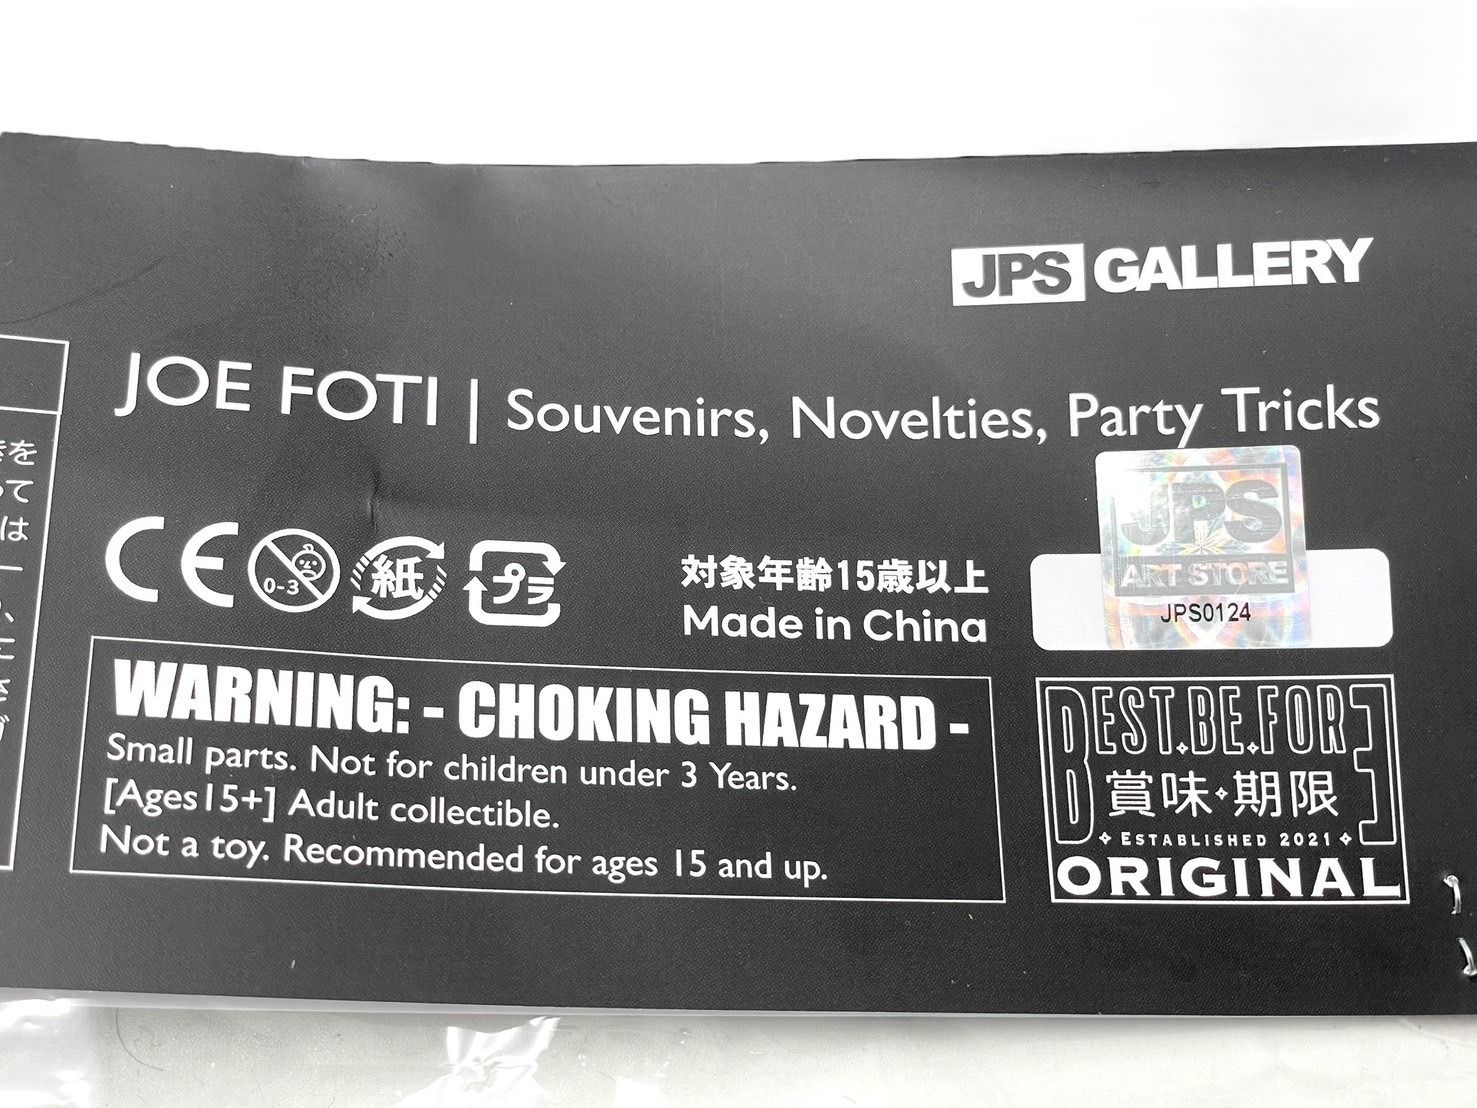 JPS GALLERY
JOE FOTI | Souvenirs, Novelties, Party Tricks
JPS
ART STORE
JPS0124
CE
0-3
紙
プラ
対象年齢15歳以上
Made in China
WARNING: - CHOKING HAZARD -
Small parts. Not for children under 3 Years.
[Ages15+] Adult collectible.
Not a toy. Recommended for ages 15 and up.
BEST.BE.FORE
賞味・期限
ESTABLISHED 2021
ORIGINAL
を
て
は